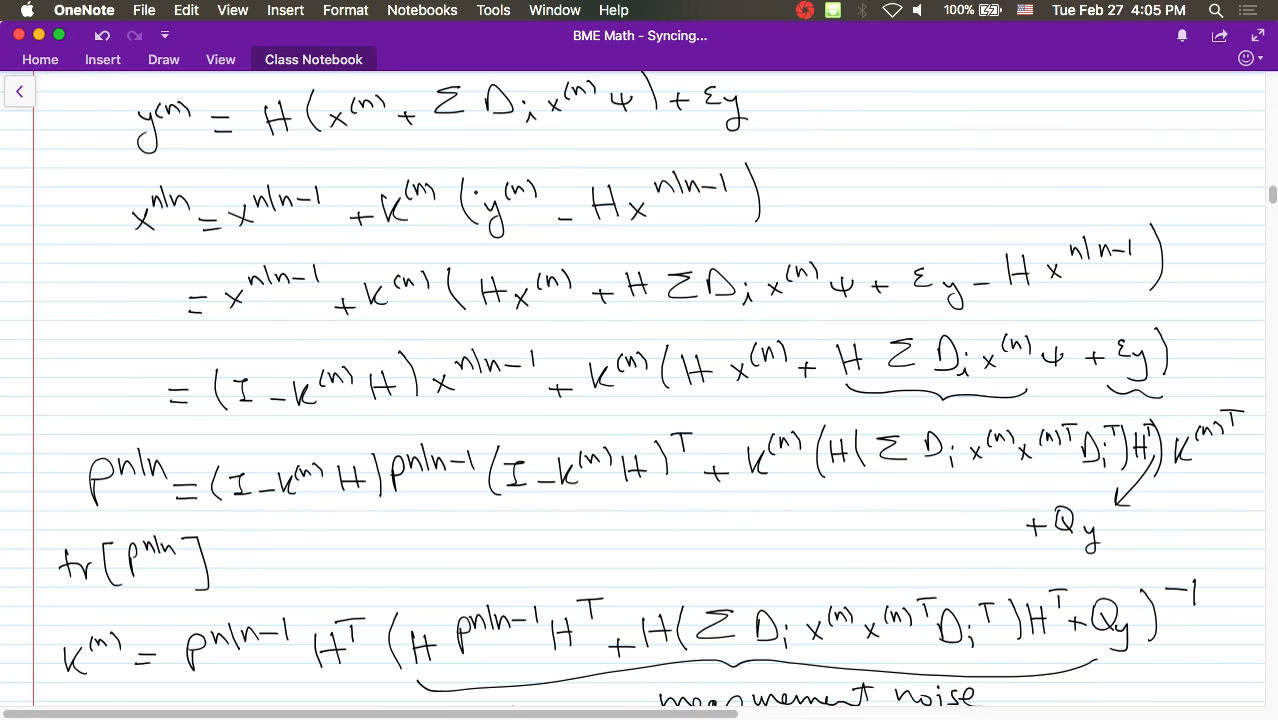 OneNote File Edit View Insert Format Notebooks Tools Window Help 100% Tue Feb 27 4:05 PM
BME Math - Syncing...
Home Insert Draw View Class Notebook
y^(n) = H(x^(n) + Σ D_i x^(n) ψ) + ε_y
x^n|n = x^n|n-1 + K^(n) (y^(n) - H x^n|n-1)
= x^n|n-1 + K^(n) (H x^(n) + H Σ D_i x^(n) ψ + ε_y - H x^n|n-1)
= (I - K^(n) H) x^n|n-1 + K^(n) (H x^(n) + H Σ D_i x^(n) ψ + ε_y)
P^n|n = (I - K^(n) H) P^n|n-1 (I - K^(n) H)^T + K^(n) (H(Σ D_i x^(n) x^(n)T D_i^T) H^T) K^(n)T
+ Q_y
tr[P^n|n]
K^(n) = P^n|n-1 H^T (H P^n|n-1 H^T + H(Σ D_i x^(n) x^(n)T D_i^T) H^T + Q_y)^-1
measurement noise